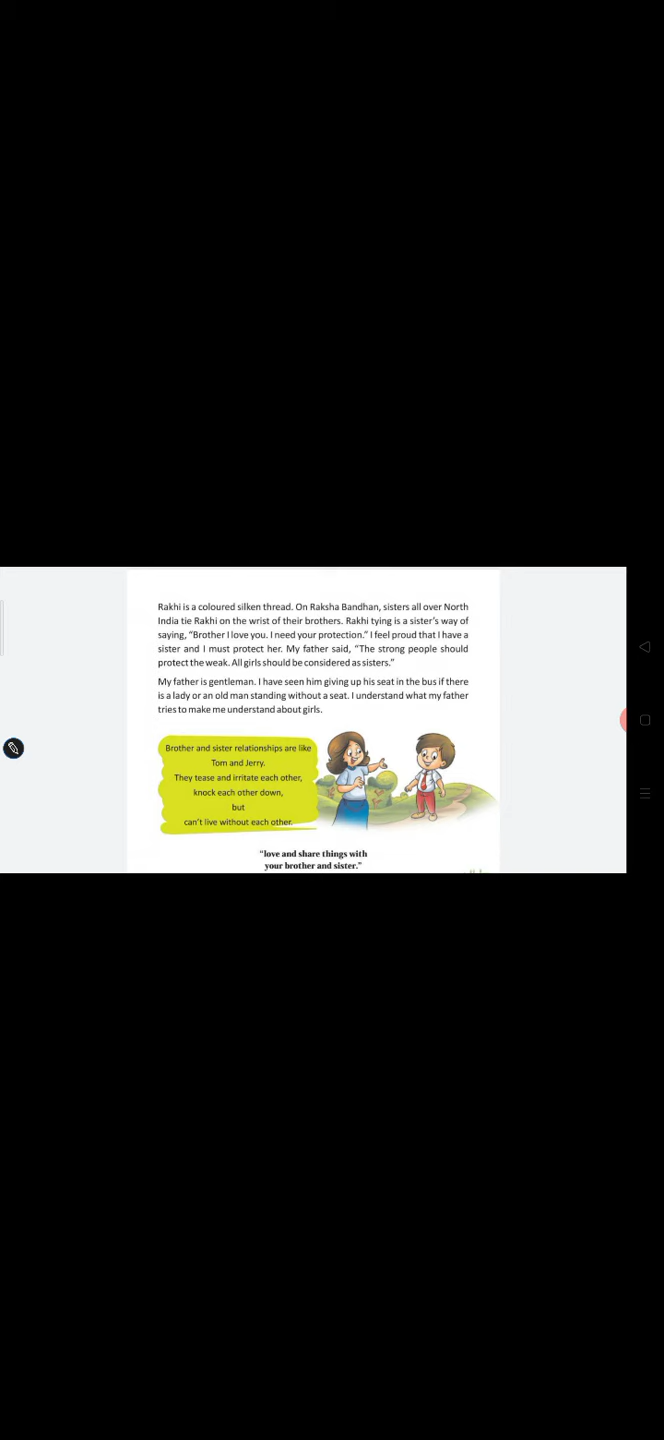 Rakhi is a coloured silken thread. On Raksha Bandhan, sisters all over North
India tie Rakhi on the wrist of their brothers. Rakhi tying is a sister's way of
saying, “Brother I love you. I need your protection.” I feel proud that I have a
sister and I must protect her. My father said, “The strong people should
protect the weak. All girls should be considered as sisters.”
My father is gentleman. I have seen him giving up his seat in the bus if there
is a lady or an old man standing without a seat. I understand what my father
tries to make me understand about girls.
Brother and sister relationships are like
Tom and Jerry.
They tease and irritate each other,
knock each other down,
but
can't live without each other.
“love and share things with
your brother and sister.”